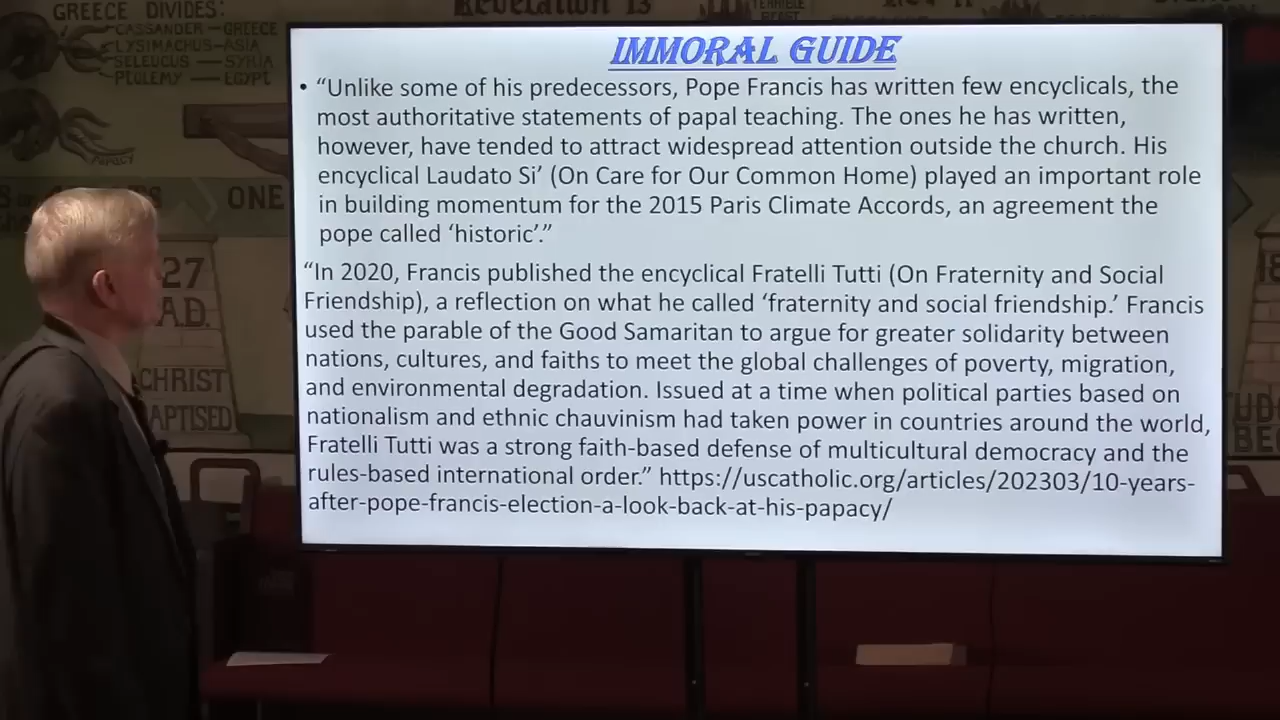 GREECE DIVIDES:
CASSANDER — GREECE
LYSIMACHUS — ASIA
SELEUCUS — SYRIA
PTOLEMY — EGYPT
PAPACY
Revelation 13
TERRIBLE
BEAST
ONE
27
A.D.
CHRIST
BAPTISED
IMMORAL GUIDE
• “Unlike some of his predecessors, Pope Francis has written few encyclicals, the
most authoritative statements of papal teaching. The ones he has written,
however, have tended to attract widespread attention outside the church. His
encyclical Laudato Si’ (On Care for Our Common Home) played an important role
in building momentum for the 2015 Paris Climate Accords, an agreement the
pope called ‘historic’.”
“In 2020, Francis published the encyclical Fratelli Tutti (On Fraternity and Social
Friendship), a reflection on what he called ‘fraternity and social friendship.’ Francis
used the parable of the Good Samaritan to argue for greater solidarity between
nations, cultures, and faiths to meet the global challenges of poverty, migration,
and environmental degradation. Issued at a time when political parties based on
nationalism and ethnic chauvinism had taken power in countries around the world,
Fratelli Tutti was a strong faith-based defense of multicultural democracy and the
rules-based international order.” https://uscatholic.org/articles/202303/10-years-
after-pope-francis-election-a-look-back-at-his-papacy/